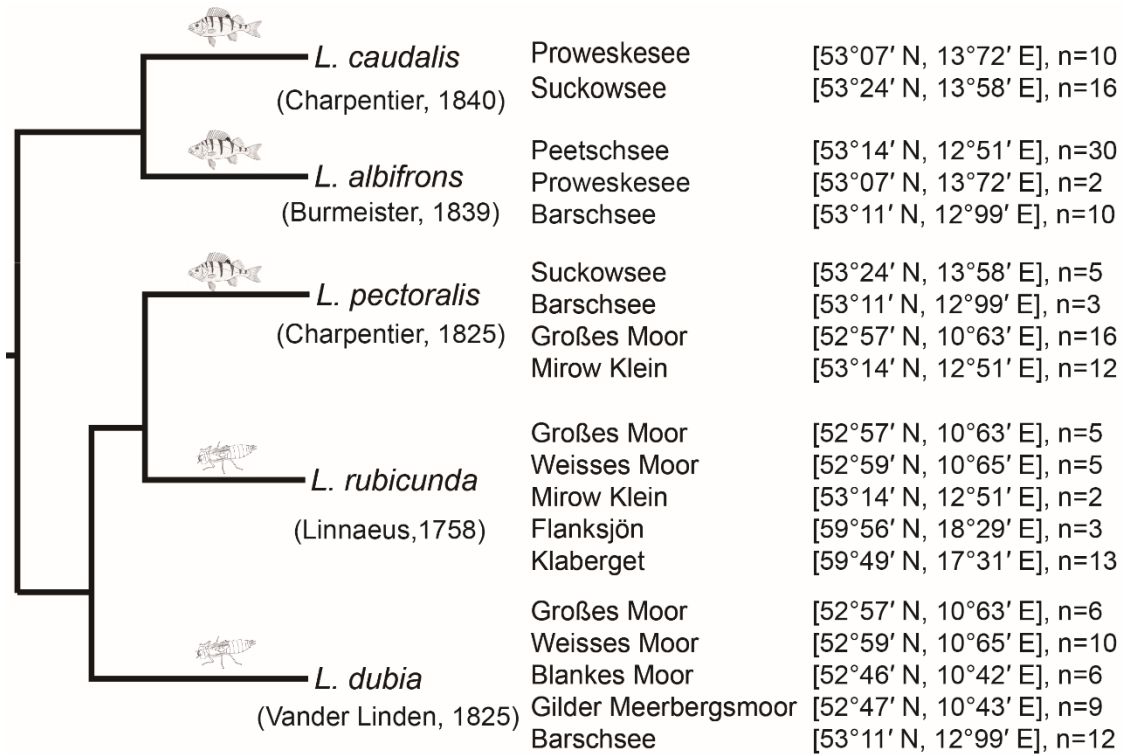 L. caudalis Proweskesee [53°07′ N, 13°72′ E], n=10
(Charpentier, 1840) Suckowsee [53°24′ N, 13°58′ E], n=16
Peetschsee [53°14′ N, 12°51′ E], n=30
L. albifrons Proweskesee [53°07′ N, 13°72′ E], n=2
(Burmeister, 1839) Barschsee [53°11′ N, 12°99′ E], n=10
Suckowsee [53°24′ N, 13°58′ E], n=5
L. pectoralis Barschsee [53°11′ N, 12°99′ E], n=3
(Charpentier, 1825) Großes Moor [52°57′ N, 10°63′ E], n=16
Mirow Klein [53°14′ N, 12°51′ E], n=12
Großes Moor [52°57′ N, 10°63′ E], n=5
Weisses Moor [52°59′ N, 10°65′ E], n=5
L. rubicunda Mirow Klein [53°14′ N, 12°51′ E], n=2
(Linnaeus,1758) Flanksjön [59°56′ N, 18°29′ E], n=3
Klaberget [59°49′ N, 17°31′ E], n=13
Großes Moor [52°57′ N, 10°63′ E], n=6
Weisses Moor [52°59′ N, 10°65′ E], n=10
L. dubia Blankes Moor [52°46′ N, 10°42′ E], n=6
(Vander Linden, 1825) Gilder Meerbergsmoor [52°47′ N, 10°43′ E], n=9
Barschsee [53°11′ N, 12°99′ E], n=12